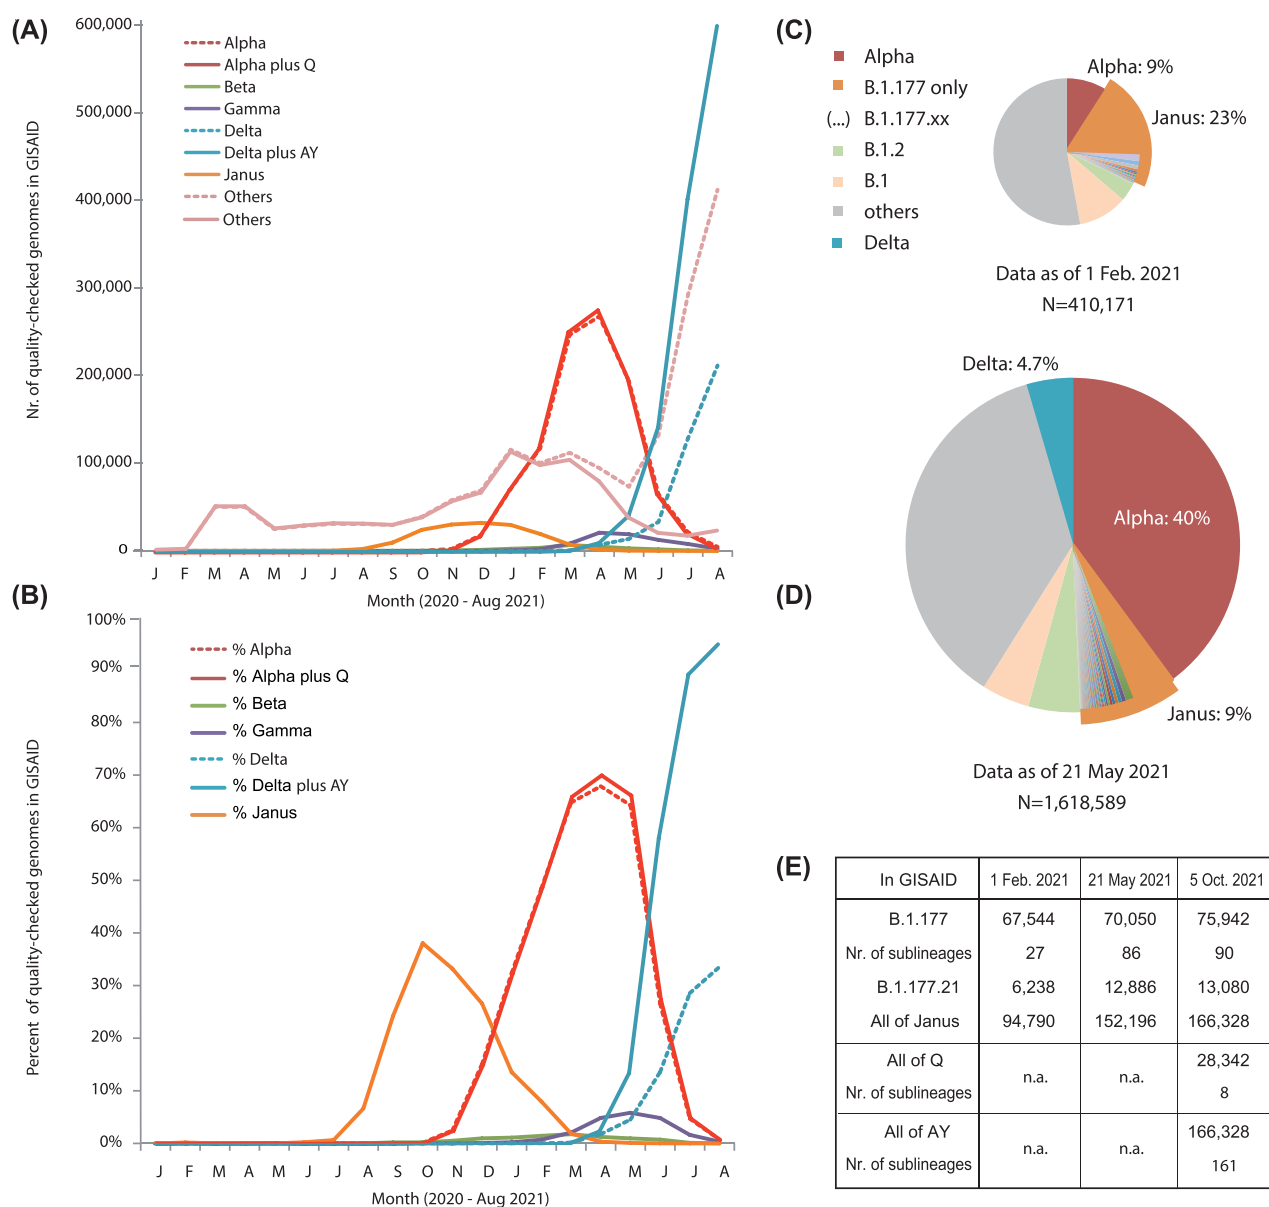 (A)
Nr. of quality-checked genomes in GISAID
600,000
500,000
400,000
300,000
200,000
100,000
0
Alpha
Alpha plus Q
Beta
Gamma
Delta
Delta plus AY
Janus
Others
Others
J F M A M J J A S O N D J F M A M J J A
Month (2020 - Aug 2021)
(B)
Percent of quality-checked genomes in GISAID
100%
90%
80%
70%
60%
50%
40%
30%
20%
10%
0%
% Alpha
% Alpha plus Q
% Beta
% Gamma
% Delta
% Delta plus AY
% Janus
J F M A M J J A S O N D J F M A M J J A
Month (2020 - Aug 2021)
(C)
Alpha
B.1.177 only
(...) B.1.177.xx
B.1.2
B.1
others
Delta
Alpha: 9%
Janus: 23%
Data as of 1 Feb. 2021
N=410,171
(D)
Delta: 4.7%
Alpha: 40%
Janus: 9%
Data as of 21 May 2021
N=1,618,589
(E)
In GISAID 1 Feb. 2021 21 May 2021 5 Oct. 2021
B.1.177 67,544 70,050 75,942
Nr. of sublineages 27 86 90
B.1.177.21 6,238 12,886 13,080
All of Janus 94,790 152,196 166,328
All of Q n.a. n.a. 28,342
Nr. of sublineages 8
All of AY n.a. n.a. 166,328
Nr. of sublineages 161